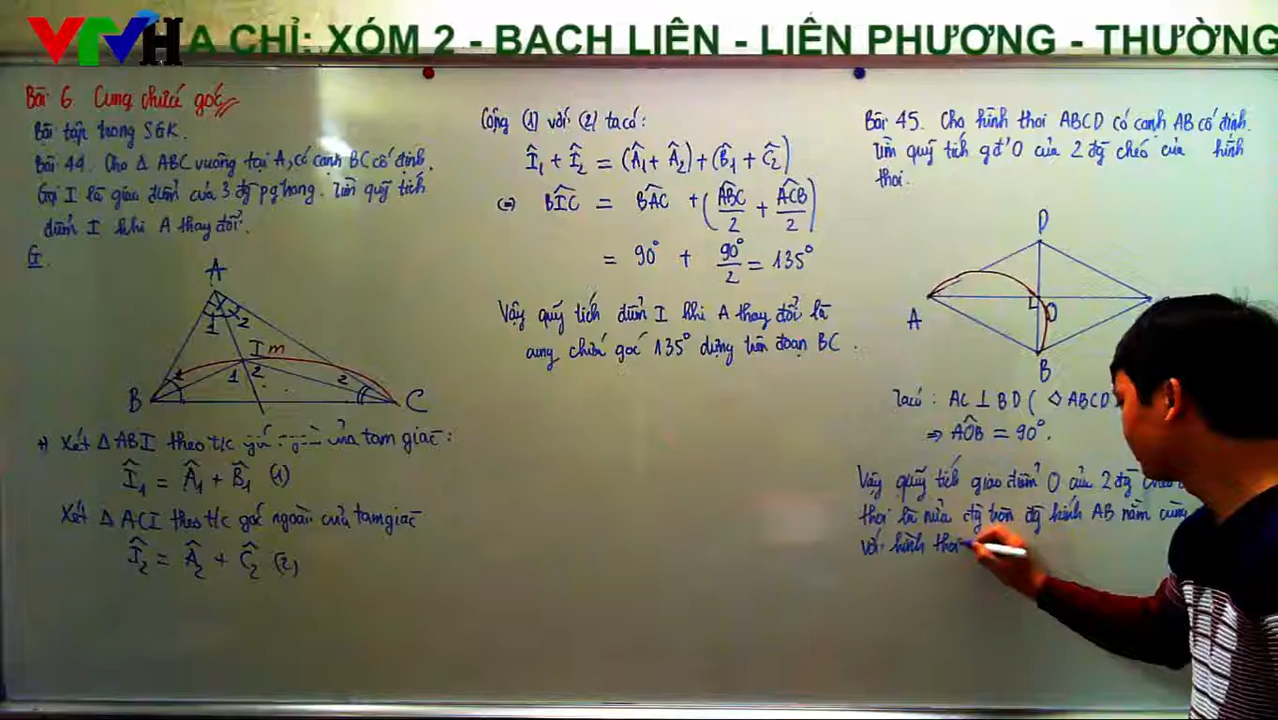 VTVH
A CHỈ: XÓM 2 - BẠCH LIÊN - LIÊN PHƯƠNG - THƯỜNG
Bài 6 Cung chứa góc
Bài tập trong SGK.
Bài 44. Cho Δ ABC vuông tại A, có cạnh BC cố định.
Gọi I là giao điểm của 3 đg pg trong. Tìm quỹ tích
điểm I khi A thay đổi.
G
A
1 2
I m
1 2
2
B
C
+) Xét Δ ABI theo t/c góc ngoài của tam giác:
Î₁ = Â₁ + B̂₁ (1)
Xét Δ ACI theo t/c góc ngoài của tam giác
Î₂ = Â₂ + Ĉ₂ (2)
Cộng (1) với (2) ta có:
Î₁ + Î₂ = (Â₁ + Â₂) + (B̂₁ + Ĉ₂)
⇔ BÎC = BÂC + (AB̂C/2 + AĈB/2)
= 90° + 90°/2 = 135°
Vậy quỹ tích điểm I khi A thay đổi là
cung chứa góc 135° dựng trên đoạn BC.
Bài 45. Cho hình thoi ABCD có cạnh AB cố định.
Tìm quỹ tích gđ' O của 2 đg chéo của hình
thoi.
D
A
O
B
Ta có: AC ⊥ BD (◇ ABCD
⇒ AÔB = 90°.
Vậy quỹ tích giao điểm O của 2 đg chéo
thoi là nửa đg tròn đg kính AB nằm cùng
với hình thoi